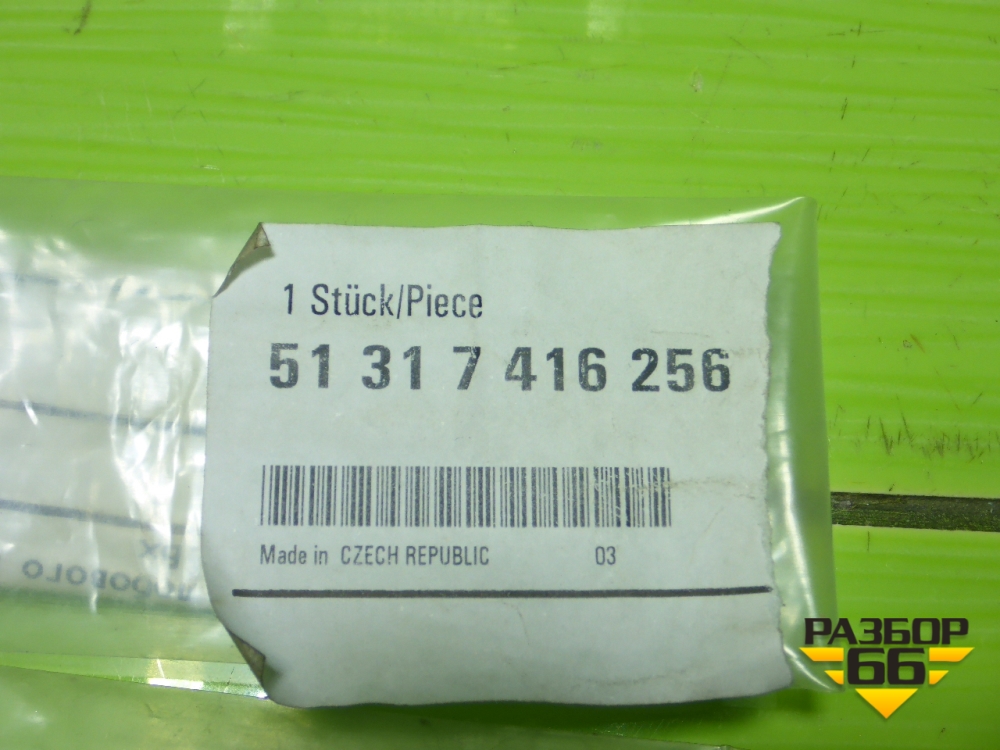 1 Stück/Piece
51 31 7 416 256
Made in CZECH REPUBLIC 03
РАЗБОР
66